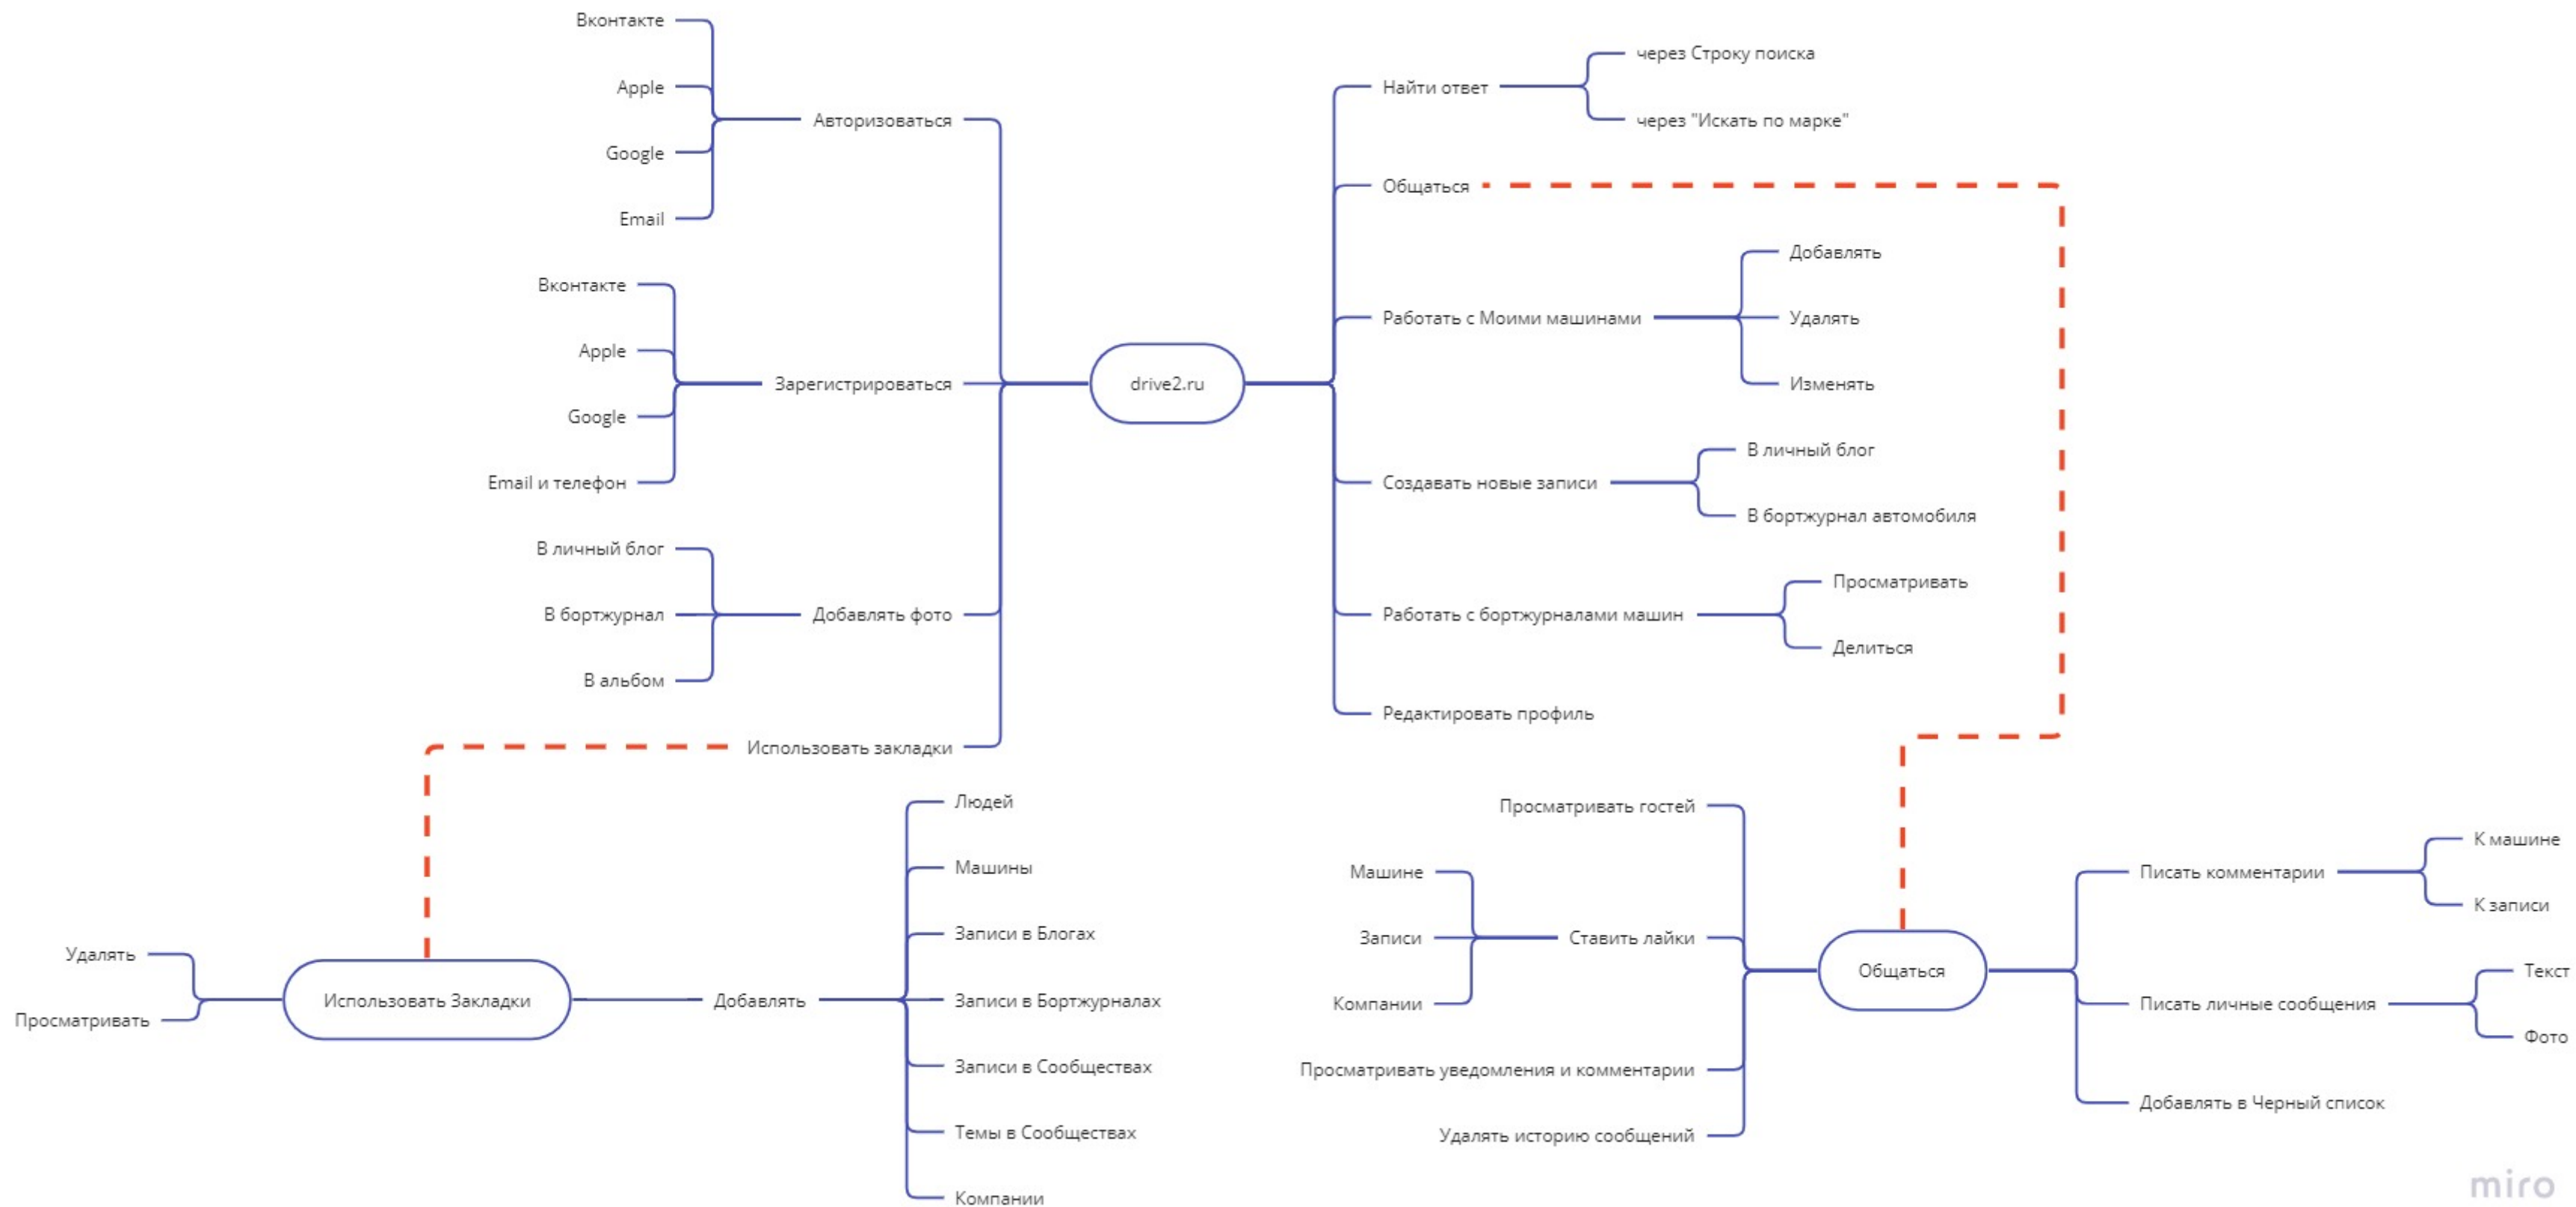 Вконтакте
Apple
Google
Email
Авторизоваться
Вконтакте
Apple
Google
Email и телефон
Зарегистрироваться
В личный блог
В бортжурнал
В альбом
Добавлять фото
Использовать закладки
drive2.ru
Найти ответ
через Строку поиска
через "Искать по марке"
Общаться
Работать с Моими машинами
Добавлять
Удалять
Изменять
Создавать новые записи
В личный блог
В бортжурнал автомобиля
Работать с бортжурналами машин
Просматривать
Делиться
Редактировать профиль
Удалять
Просматривать
Использовать Закладки
Добавлять
Людей
Машины
Записи в Блогах
Записи в Бортжурналах
Записи в Сообществах
Темы в Сообществах
Компании
Просматривать гостей
Машине
Записи
Компании
Ставить лайки
Просматривать уведомления и комментарии
Удалять историю сообщений
Общаться
Писать комментарии
К машине
К записи
Писать личные сообщения
Текст
Фото
Добавлять в Черный список
miro